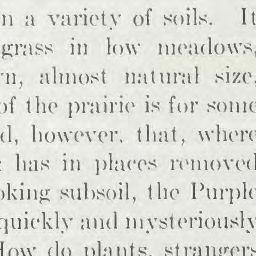 n a variety of soils. It
grass in low meadows,
n, almost natural size,
of the prairie is for some
d, however, that, where
has in places removed
oking subsoil, the Purple
quickly and mysteriously
How do plants, strangers